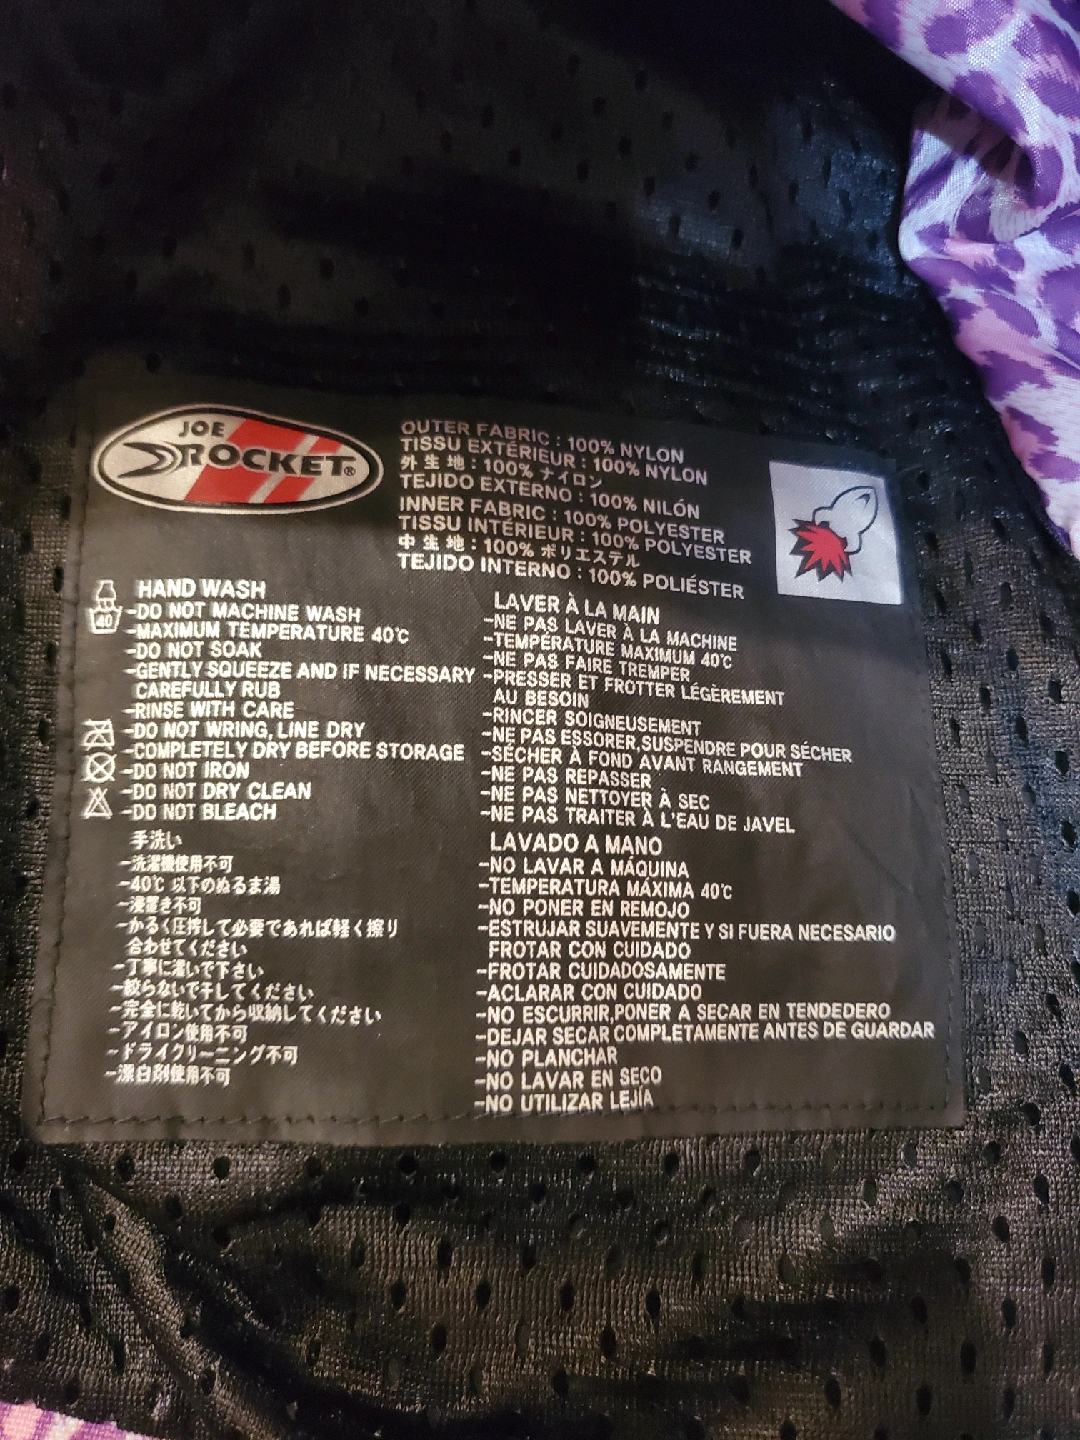 JOE
ROCKET®
OUTER FABRIC : 100% NYLON
TISSU EXTÉRIEUR : 100% NYLON
外生地 : 100% ナイロン
TEJIDO EXTERNO : 100% NILÓN
INNER FABRIC : 100% POLYESTER
TISSU INTÉRIEUR : 100% POLYESTER
中生地 : 100% ポリエステル
TEJIDO INTERNO : 100% POLIÉSTER
40
HAND WASH
-DO NOT MACHINE WASH
-MAXIMUM TEMPERATURE 40℃
-DO NOT SOAK
-GENTLY SQUEEZE AND IF NECESSARY
CAREFULLY RUB
-RINSE WITH CARE
-DO NOT WRING, LINE DRY
-COMPLETELY DRY BEFORE STORAGE
-DO NOT IRON
-DO NOT DRY CLEAN
-DO NOT BLEACH
LAVER À LA MAIN
-NE PAS LAVER À LA MACHINE
-TEMPÉRATURE MAXIMUM 40℃
-NE PAS FAIRE TREMPER
-PRESSER ET FROTTER LÉGÈREMENT
AU BESOIN
-RINCER SOIGNEUSEMENT
-NE PAS ESSORER,SUSPENDRE POUR SÉCHER
-SÉCHER À FOND AVANT RANGEMENT
-NE PAS REPASSER
-NE PAS NETTOYER À SEC
-NE PAS TRAITER À L'EAU DE JAVEL
手洗い
-洗濯機使用不可
-40℃ 以下のぬるま湯
-浸置き不可
-かるく圧搾して必要であれば軽く擦り
合わせてください
-丁寧に濯いで下さい
-絞らないで干してください
-完全に乾いてから収納してください
-アイロン使用不可
-ドライクリーニング不可
-漂白剤使用不可
LAVADO A MANO
-NO LAVAR A MÁQUINA
-TEMPERATURA MÁXIMA 40℃
-NO PONER EN REMOJO
-ESTRUJAR SUAVEMENTE Y SI FUERA NECESARIO
FROTAR CON CUIDADO
-FROTAR CUIDADOSAMENTE
-ACLARAR CON CUIDADO
-NO ESCURRIR,PONER A SECAR EN TENDEDERO
-DEJAR SECAR COMPLETAMENTE ANTES DE GUARDAR
-NO PLANCHAR
-NO LAVAR EN SECO
-NO UTILIZAR LEJÍA